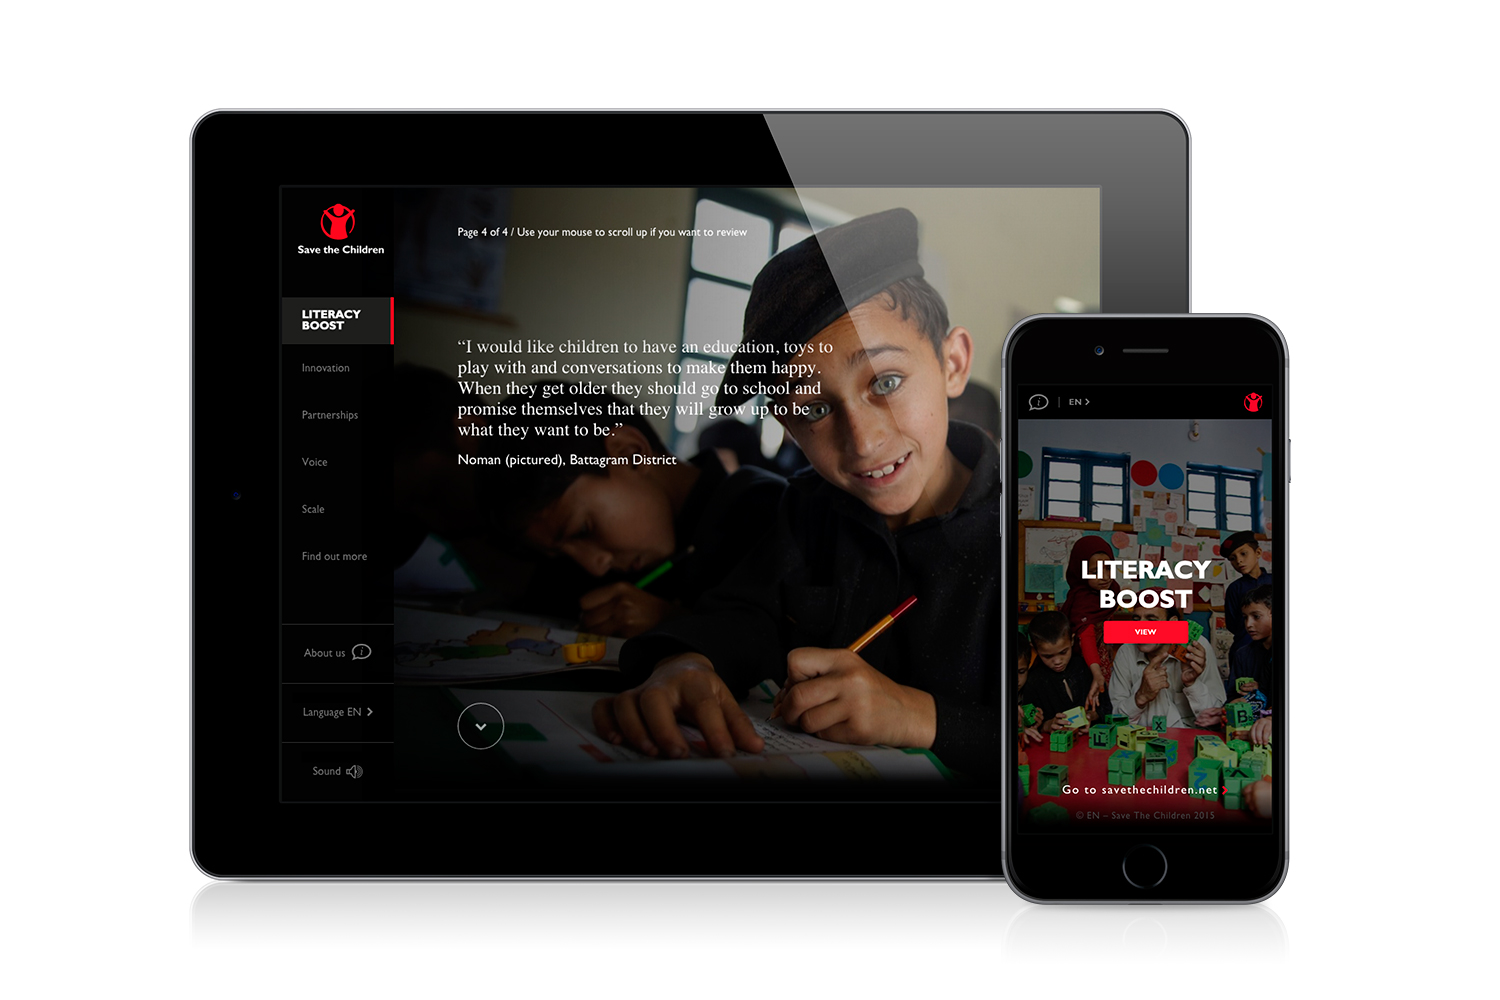 Save the Children
LITERACY
BOOST
Innovation
Partnerships
Voice
Scale
Find out more
About us
Language EN
Sound
Page 4 of 4 / Use your mouse to scroll up if you want to review
“I would like children to have an education, toys to
play with and conversations to make them happy.
When they get older they should go to school and
promise themselves that they will grow up to be
what they want to be.”
Noman (pictured), Battagram District
EN
LITERACY
BOOST
VIEW
Go to savethechildren.net
© EN – Save The Children 2015